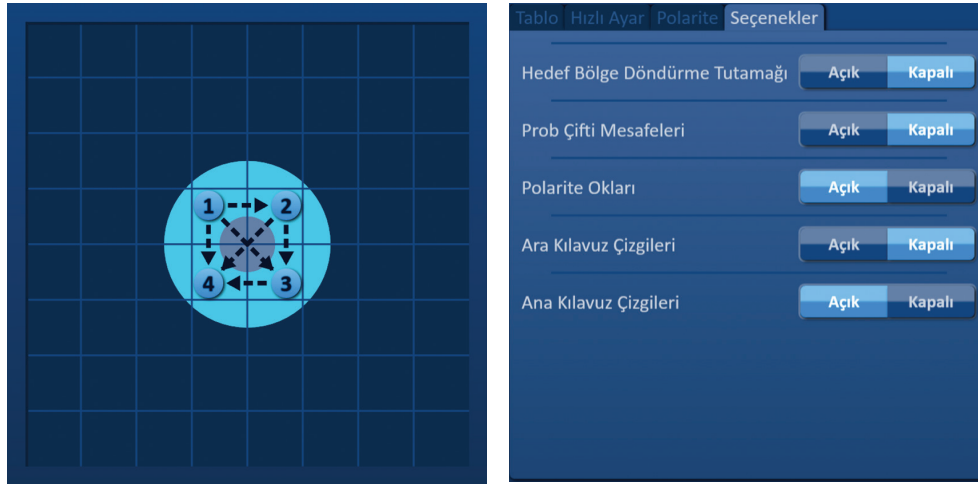 1 2
4 3
Tablo Hızlı Ayar Polarite Seçenekler
Hedef Bölge Döndürme Tutamağı Açık Kapalı
Prob Çifti Mesafeleri Açık Kapalı
Polarite Okları Açık Kapalı
Ara Kılavuz Çizgileri Açık Kapalı
Ana Kılavuz Çizgileri Açık Kapalı